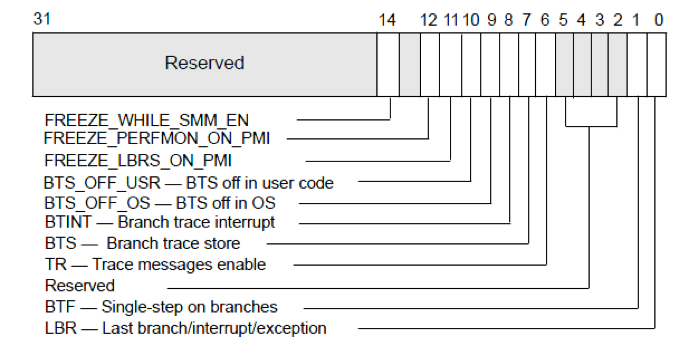 31 14 12 11 10 9 8 7 6 5 4 3 2 1 0
Reserved
FREEZE_WHILE_SMM_EN
FREEZE_PERFMON_ON_PMI
FREEZE_LBRS_ON_PMI
BTS_OFF_USR — BTS off in user code
BTS_OFF_OS — BTS off in OS
BTINT — Branch trace interrupt
BTS — Branch trace store
TR — Trace messages enable
Reserved
BTF — Single-step on branches
LBR — Last branch/interrupt/exception